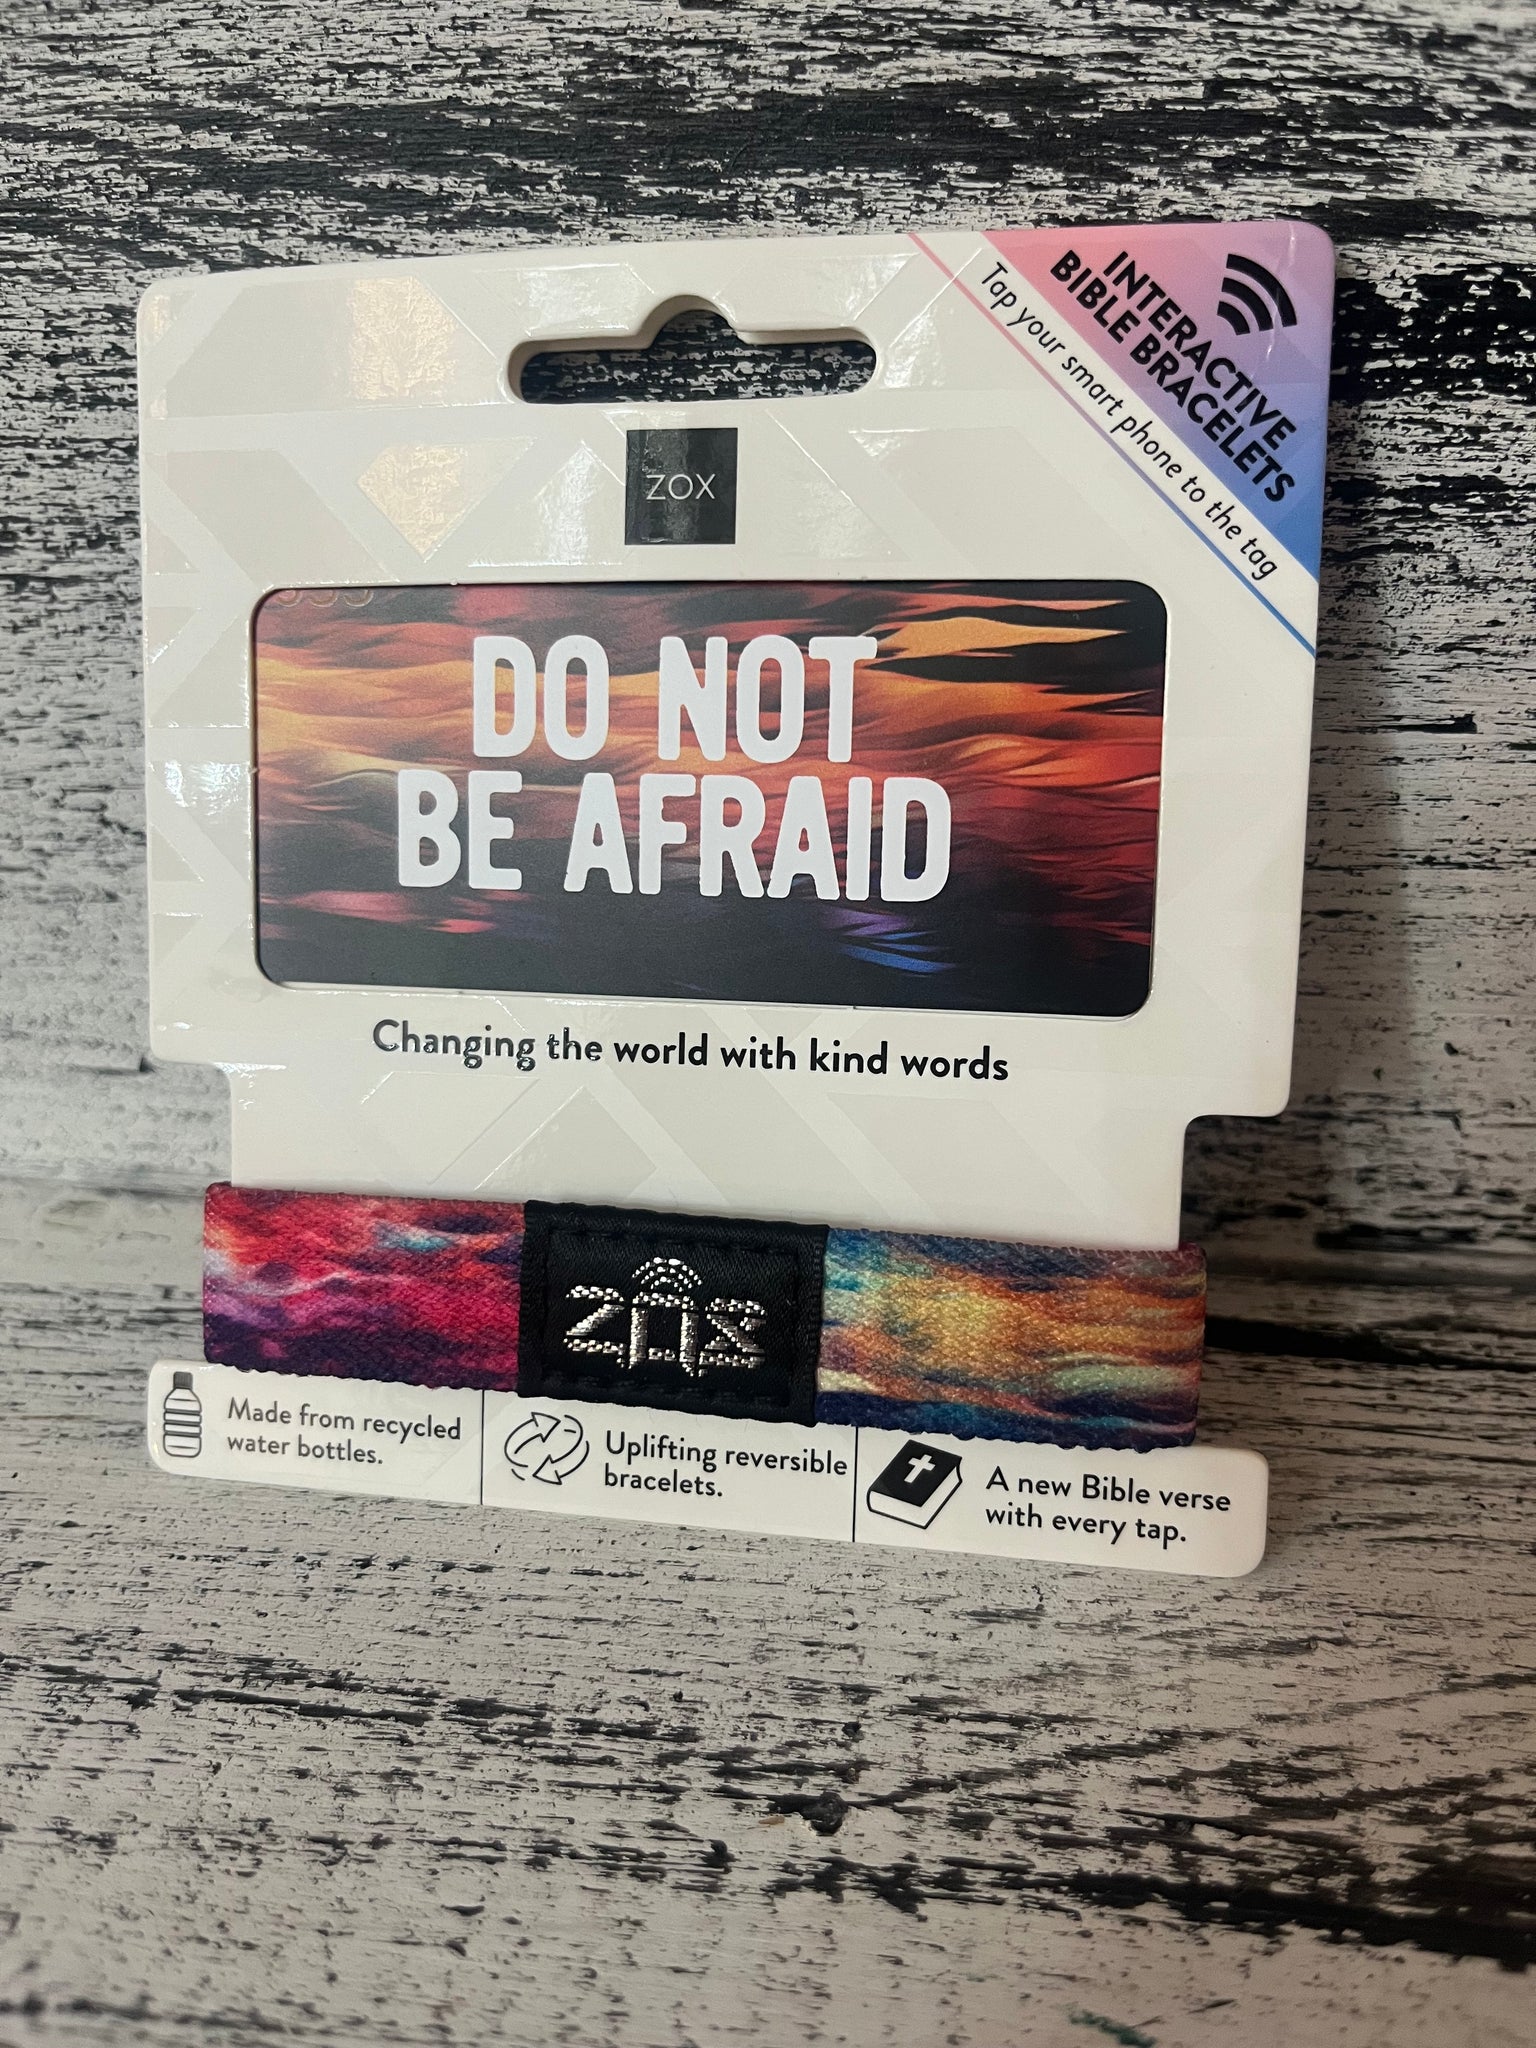 INTERACTIVE
BIBLE BRACELETS
Tap your smart phone to the tag
ZOX
DO NOT
BE AFRAID
Changing the world with kind words
ZOX
Made from recycled
water bottles.
Uplifting reversible
bracelets.
A new Bible verse
with every tap.